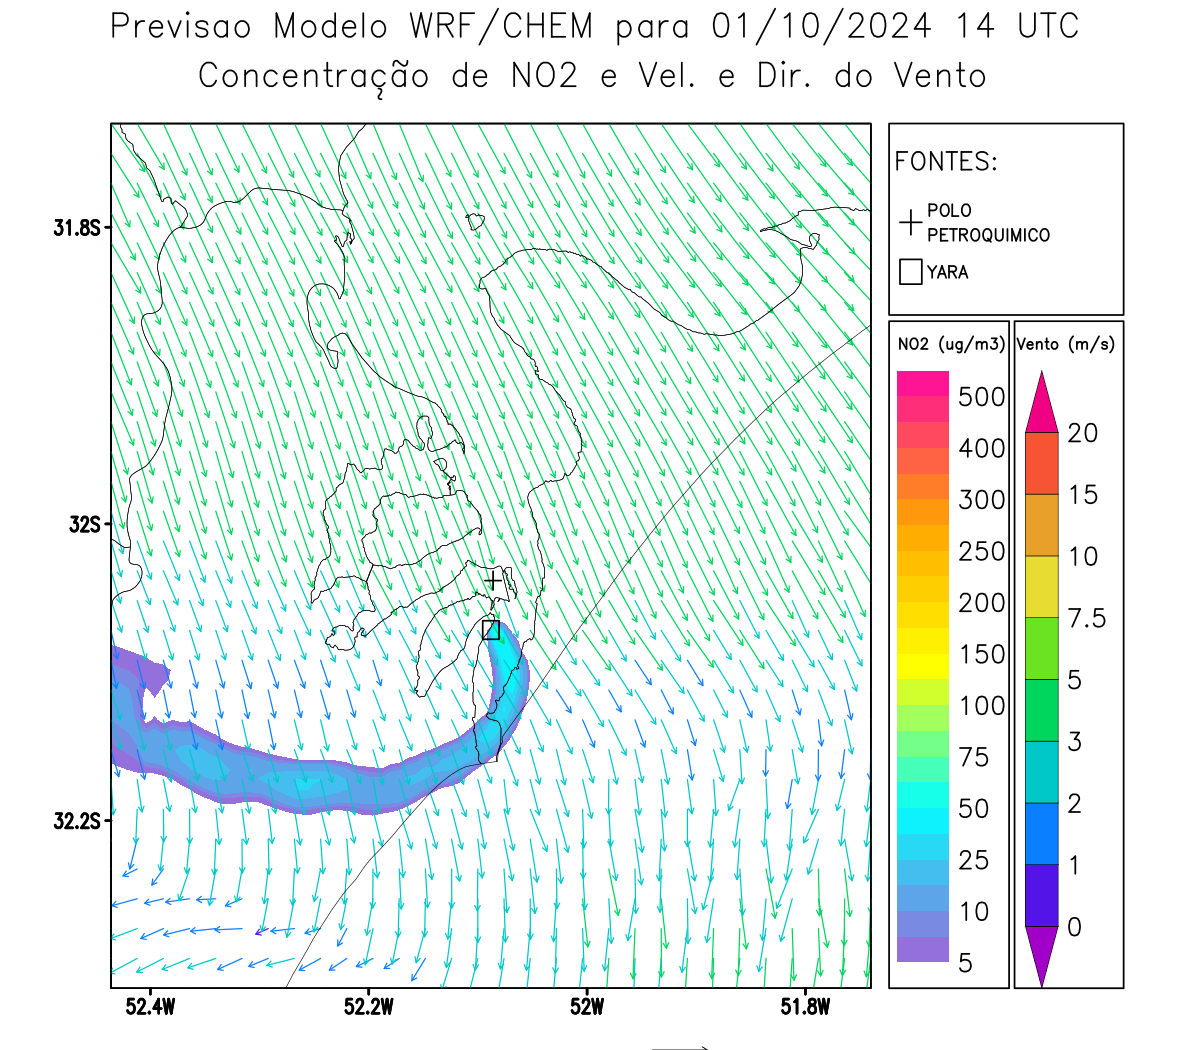 Previsao Modelo WRF/CHEM para 01/10/2024 14 UTC
Concentração de NO2 e Vel. e Dir. do Vento
FONTES:
POLO
PETROQUIMICO
YARA
NO2 (ug/m3)
500
400
300
250
200
150
100
75
50
25
10
5
Vento (m/s)
20
15
10
7.5
5
3
2
1
0
31.8S
32S
32.2S
52.4W
52.2W
52W
51.8W